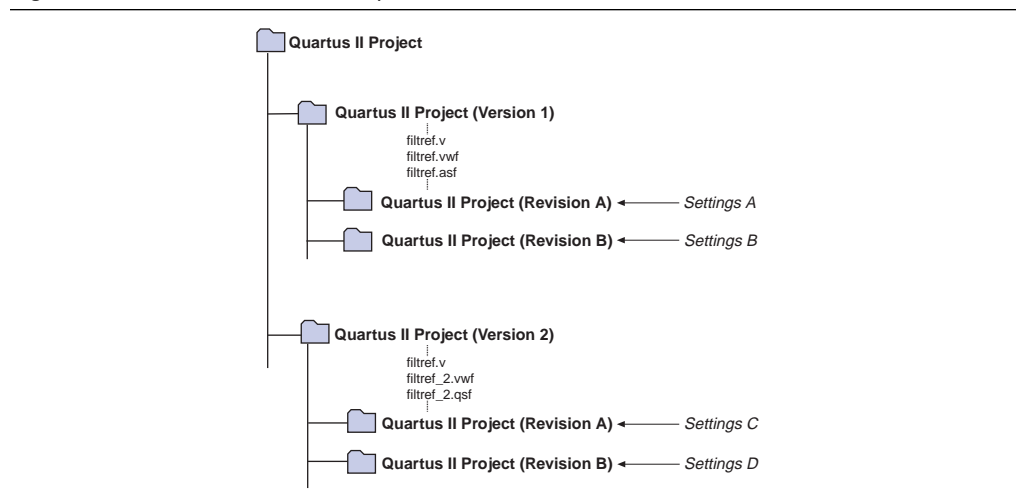 Quartus II Project
Quartus II Project (Version 1)
filtref.v
filtref.vwf
filtref.asf
Quartus II Project (Revision A) Settings A
Quartus II Project (Revision B) Settings B
Quartus II Project (Version 2)
filtref.v
filtref_2.vwf
filtref_2.qsf
Quartus II Project (Revision A) Settings C
Quartus II Project (Revision B) Settings D